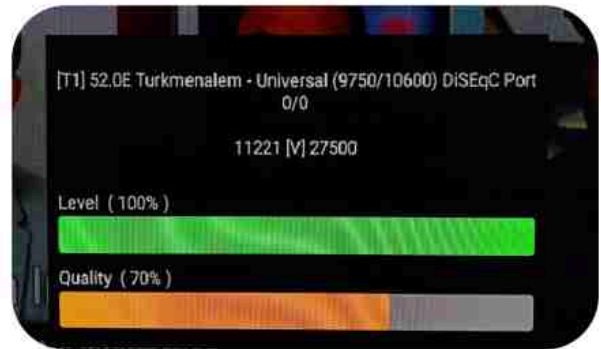 [T1] 52.0E Turkmenalem - Universal (9750/10600) DiSEqC Port
0/0
11221 [V] 27500
Level ( 100% )
Quality ( 70% )